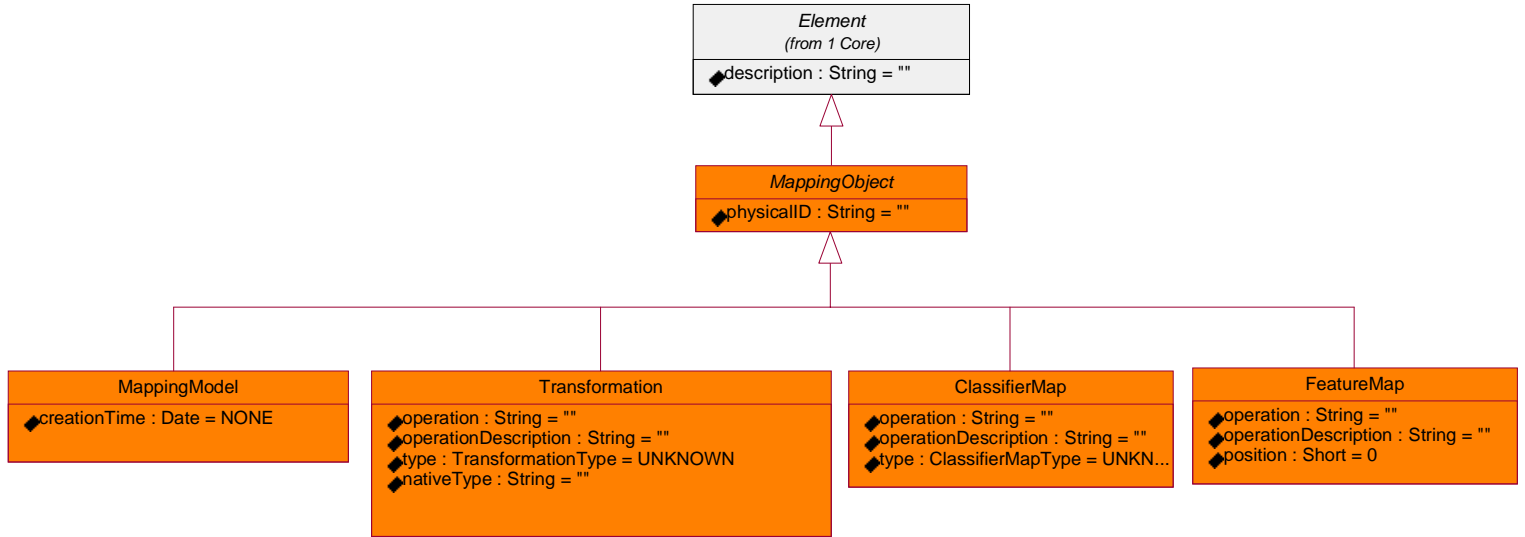 Element
(from 1 Core)
description : String = ""
MappingObject
physicalID : String = ""
MappingModel
creationTime : Date = NONE
Transformation
operation : String = ""
operationDescription : String = ""
type : TransformationType = UNKNOWN
nativeType : String = ""
ClassifierMap
operation : String = ""
operationDescription : String = ""
type : ClassifierMapType = UNKN...
FeatureMap
operation : String = ""
operationDescription : String = ""
position : Short = 0